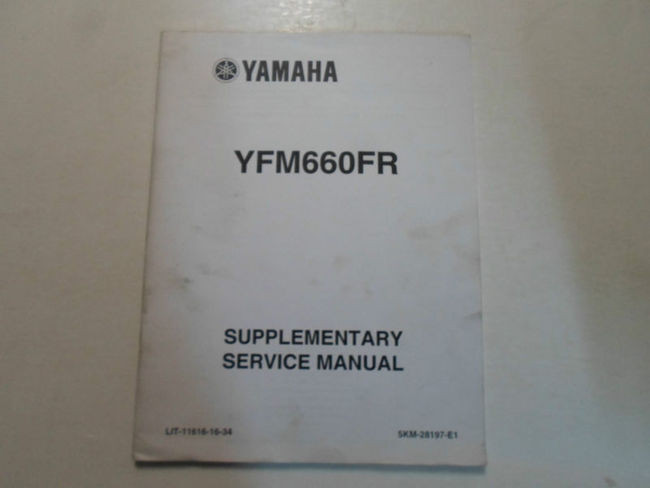 YAMAHA
YFM660FR
SUPPLEMENTARY
SERVICE MANUAL
LIT-11616-16-34
5KM-28197-E1